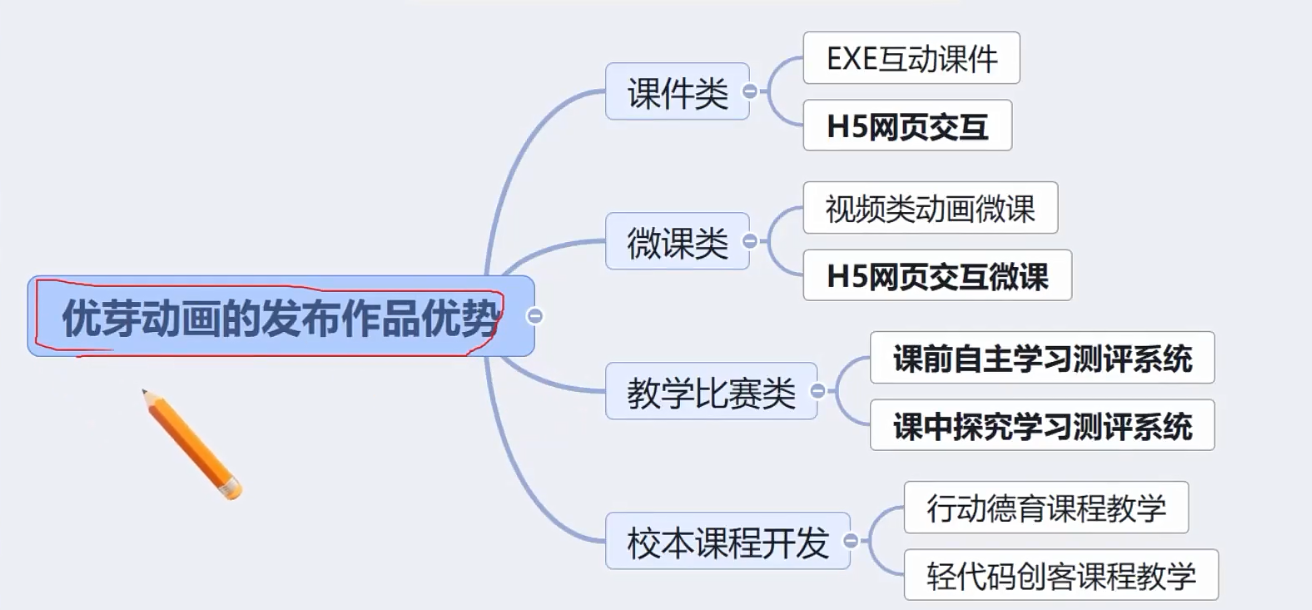 优芽动画的发布作品优势
课件类
EXE互动课件
H5网页交互
微课类
视频类动画微课
H5网页交互微课
教学比赛类
课前自主学习测评系统
课中探究学习测评系统
校本课程开发
行动德育课程教学
轻代码创客课程教学